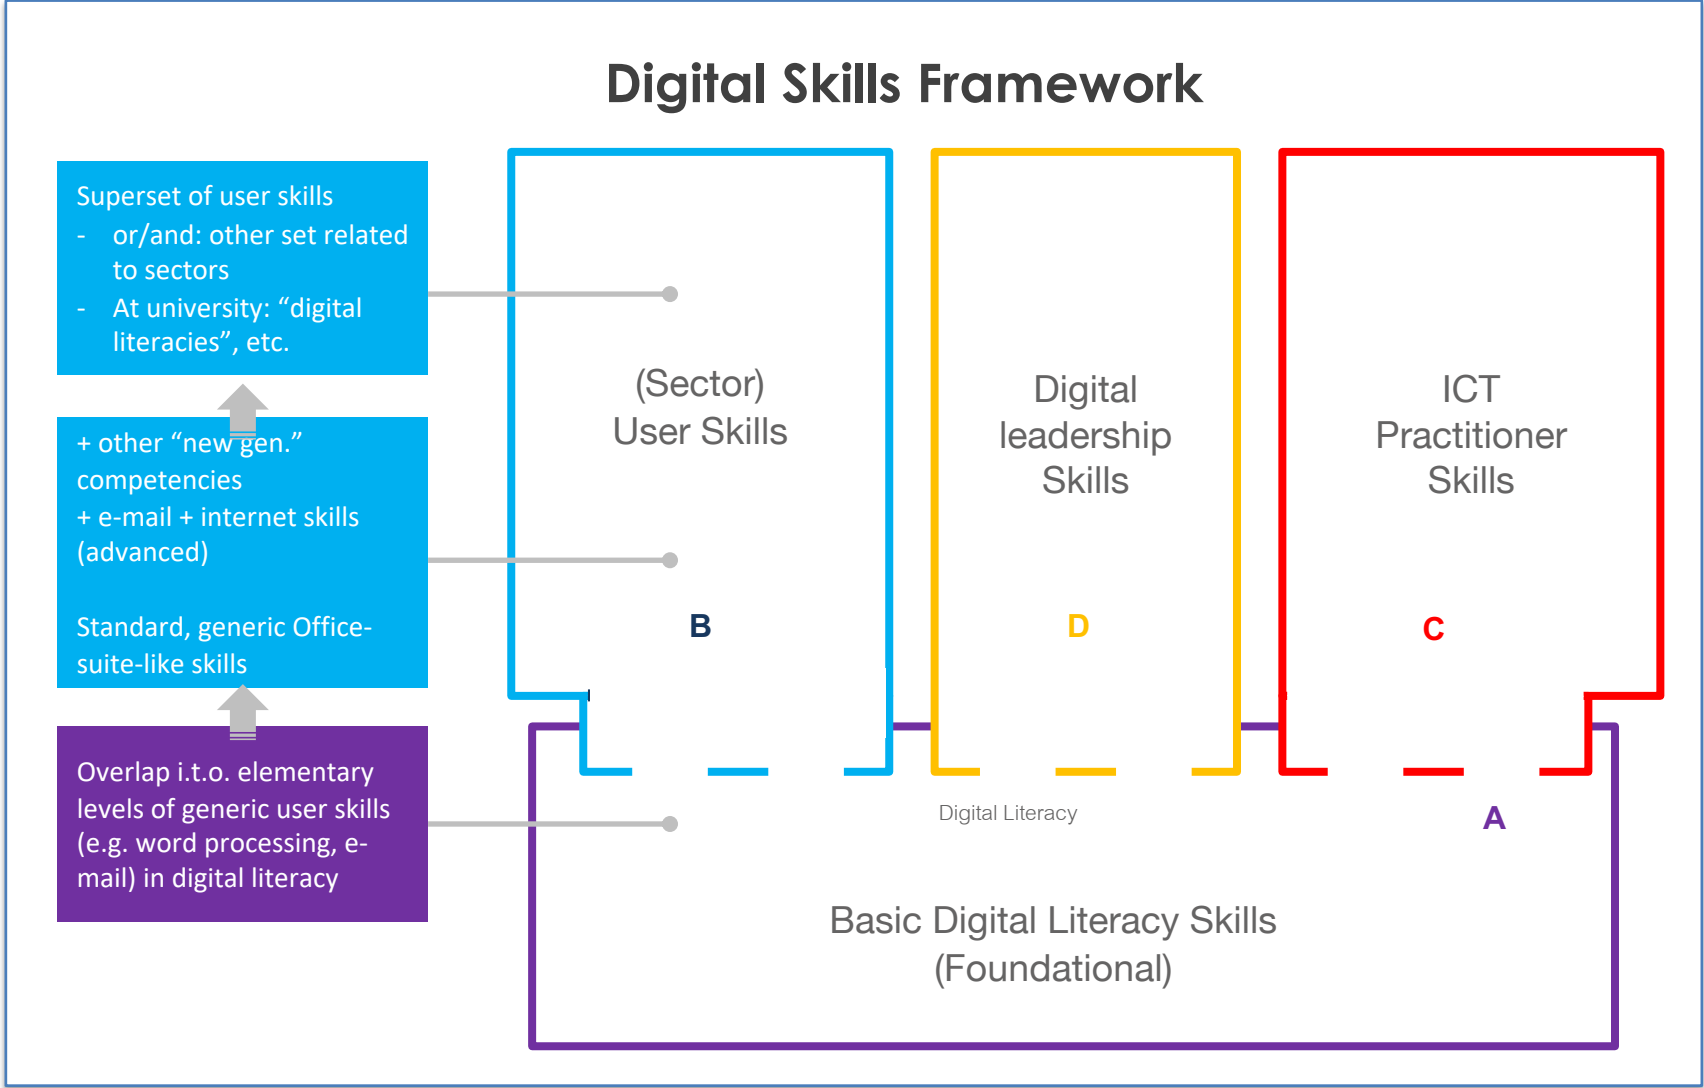 Digital Skills Framework
Superset of user skills
- or/and: other set related
to sectors
- At university: “digital
literacies”, etc.
+ other “new gen.”
competencies
+ e-mail + internet skills
(advanced)
Standard, generic Office-
suite-like skills
Overlap i.t.o. elementary
levels of generic user skills
(e.g. word processing, e-
mail) in digital literacy
(Sector)
User Skills
B
Digital
leadership
Skills
D
ICT
Practitioner
Skills
C
Digital Literacy
A
Basic Digital Literacy Skills
(Foundational)